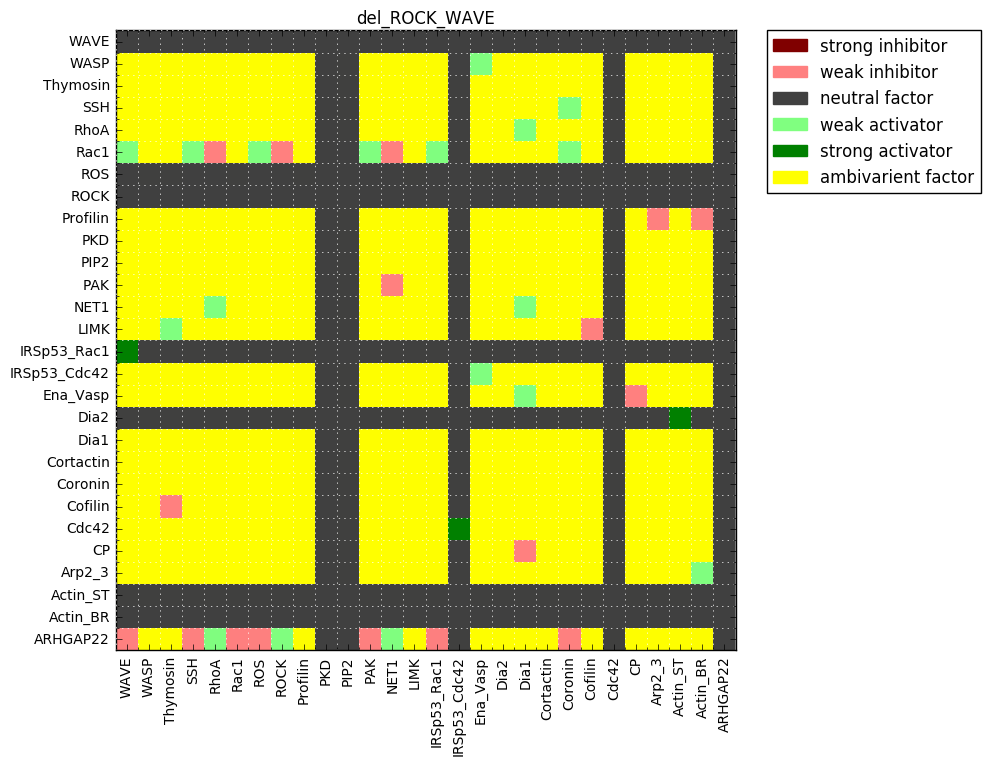 del_ROCK_WAVE
WAVE
WASP
Thymosin
SSH
RhoA
Rac1
ROS
ROCK
Profilin
PKD
PIP2
PAK
NET1
LIMK
IRSp53_Rac1
IRSp53_Cdc42
Ena_Vasp
Dia2
Dia1
Cortactin
Coronin
Cofilin
Cdc42
CP
Arp2_3
Actin_ST
Actin_BR
ARHGAP22
WAVE
WASP
Thymosin
SSH
RhoA
Rac1
ROS
ROCK
Profilin
PKD
PIP2
PAK
NET1
LIMK
IRSp53_Rac1
IRSp53_Cdc42
Ena_Vasp
Dia2
Dia1
Cortactin
Coronin
Cofilin
Cdc42
CP
Arp2_3
Actin_ST
Actin_BR
ARHGAP22
strong inhibitor
weak inhibitor
neutral factor
weak activator
strong activator
ambivarient factor